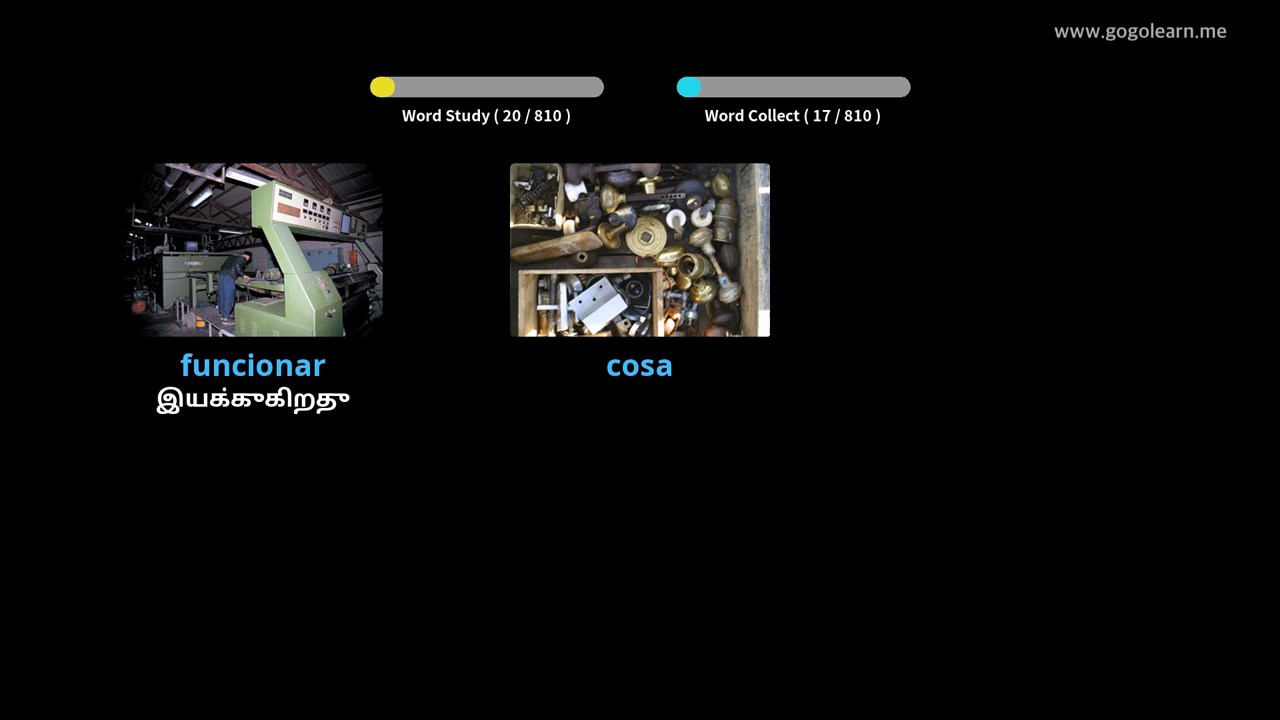 www.gogolearn.me
Word Study ( 20 / 810 )
Word Collect ( 17 / 810 )
funcionar
இயக்குகிறது
cosa